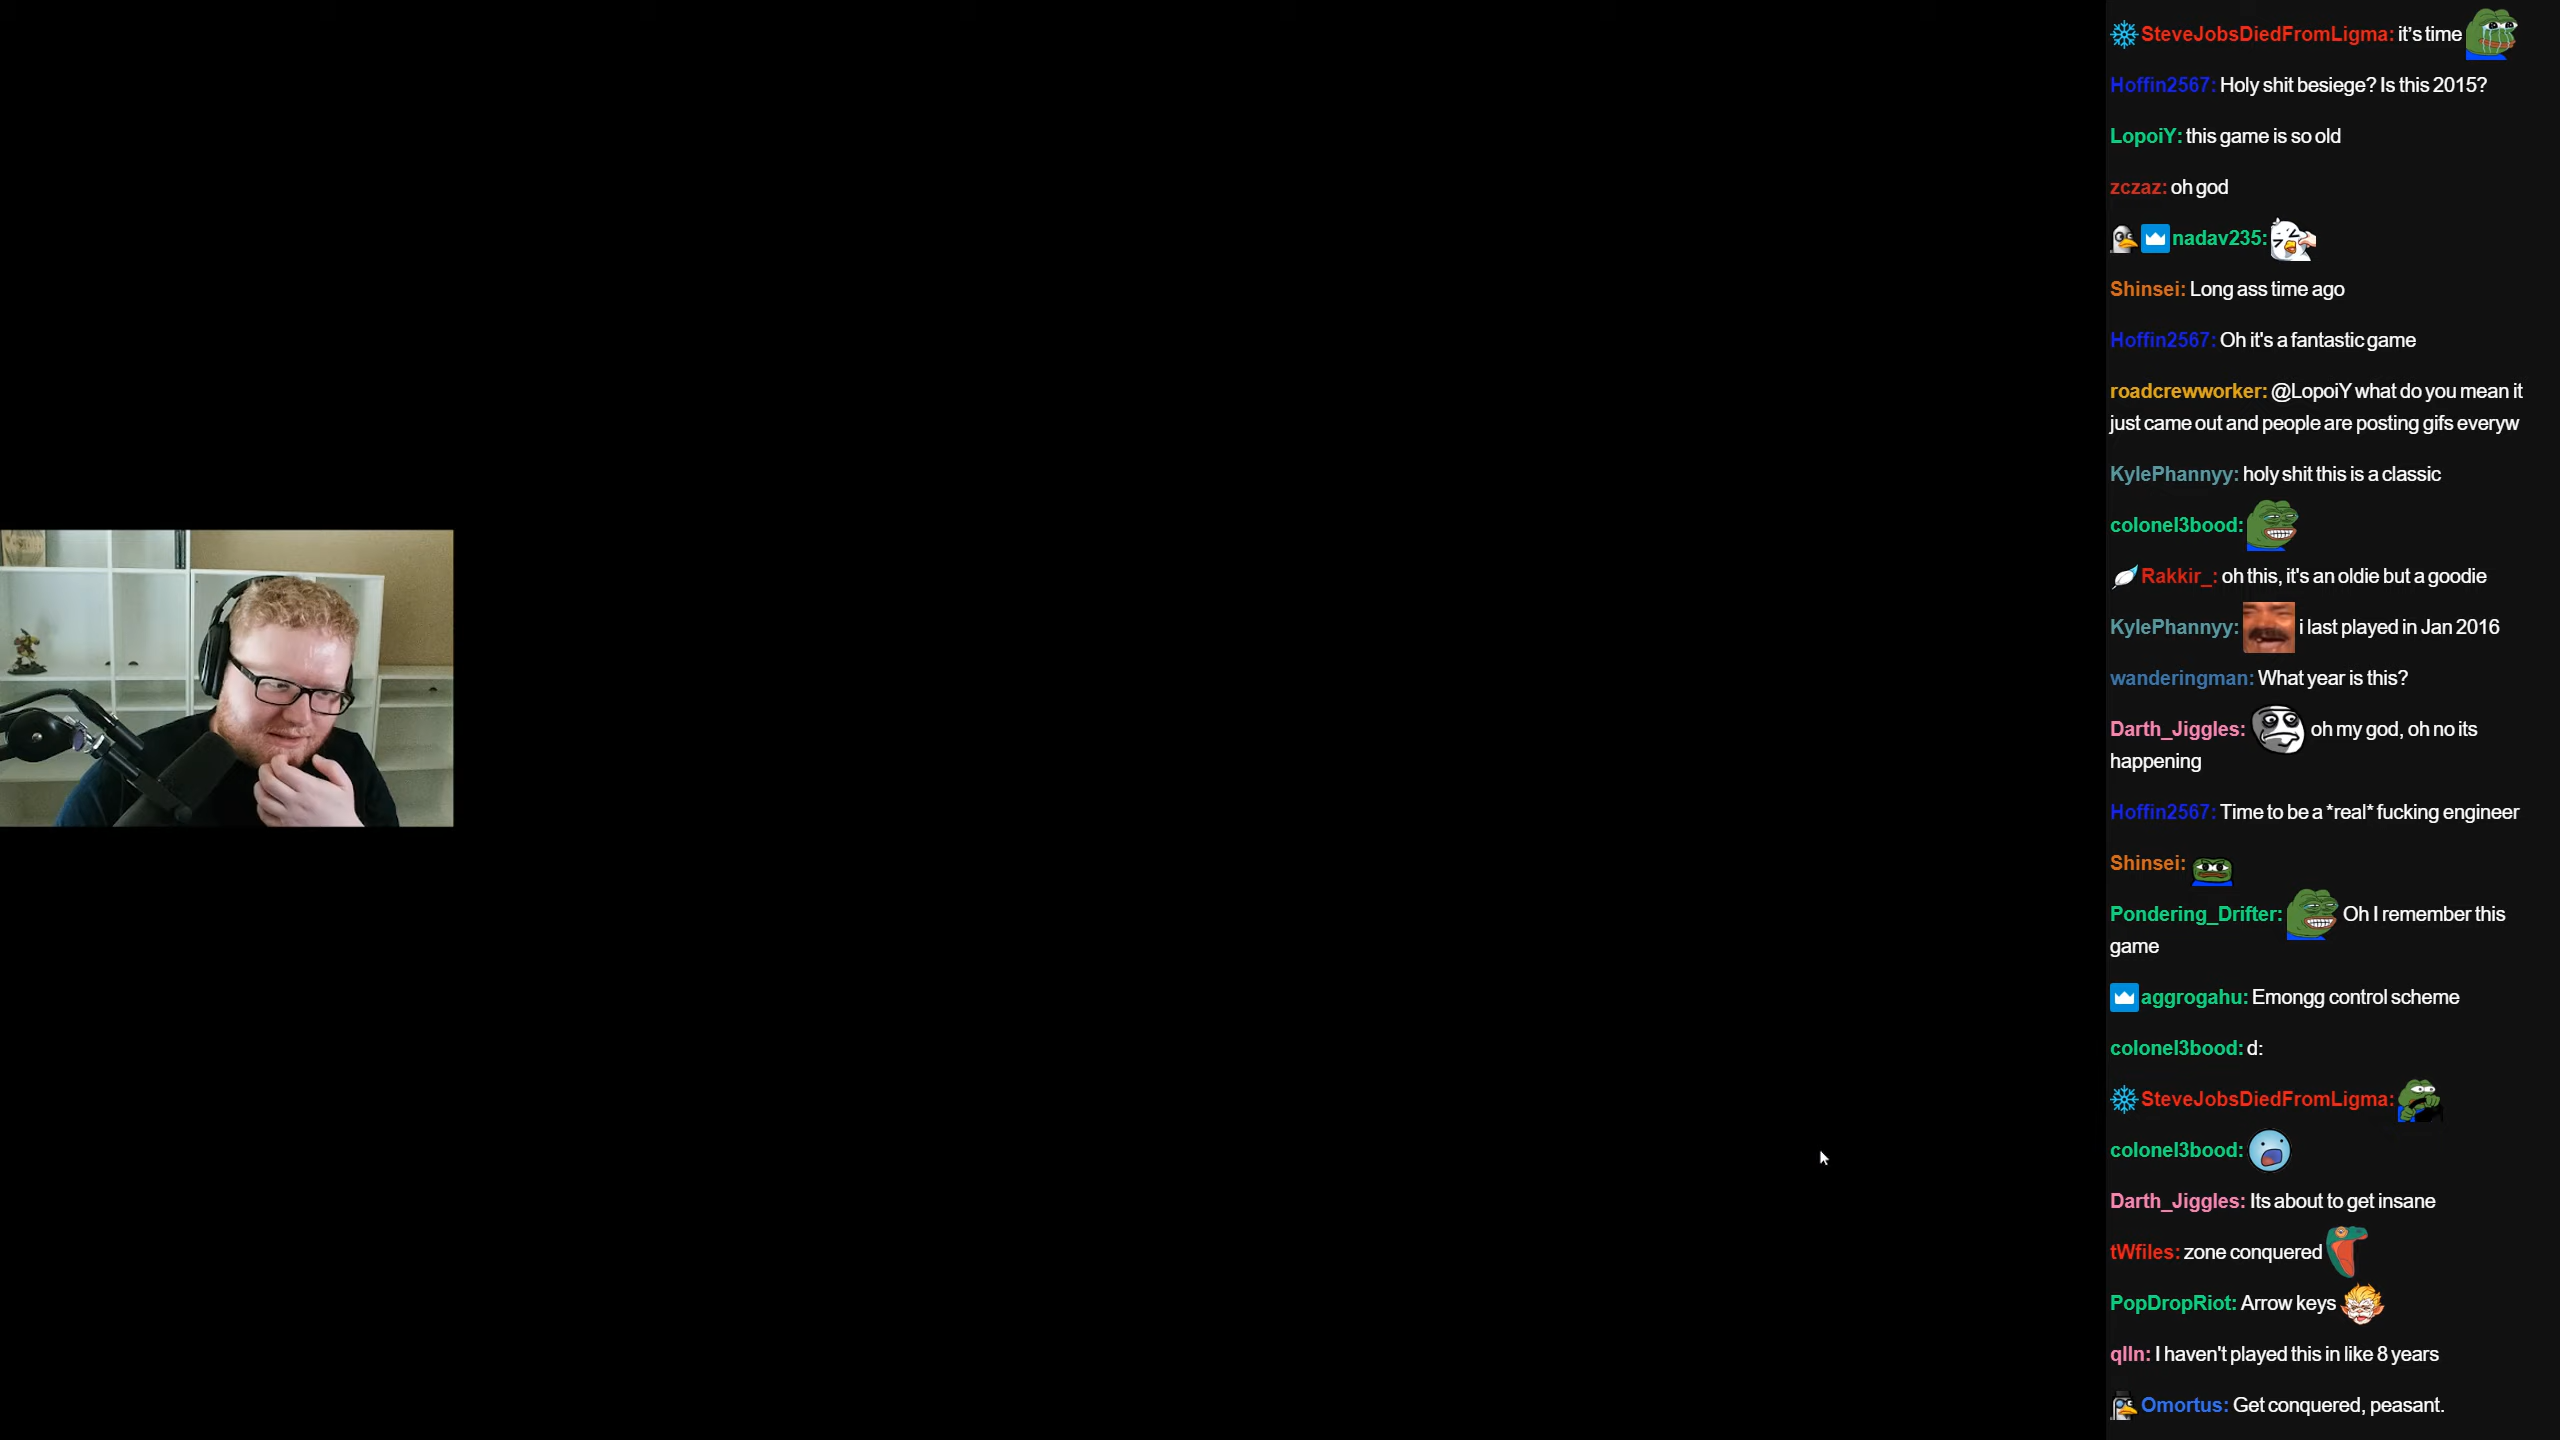 SteveJobsDiedFromLigma: it's time
Hoffin2567: Holy shit besiege? Is this 2015?
LopoiY: this game is so old
zczaz: oh god
nadav235:
Shinsei: Long ass time ago
Hoffin2567: Oh it's a fantastic game
roadcrewworker: @LopoiY what do you mean it
just came out and people are posting gifs everyw
KylePhannyy: holy shit this is a classic
colonel3bood:
Rakkir_: oh this, it's an oldie but a goodie
KylePhannyy: i last played in Jan 2016
wanderingman: What year is this?
Darth_Jiggles: oh my god, oh no its
happening
Hoffin2567: Time to be a *real* fucking engineer
Shinsei:
Pondering_Drifter: Oh I remember this
game
aggrogahu: Emongg control scheme
colonel3bood: d:
SteveJobsDiedFromLigma:
colonel3bood:
Darth_Jiggles: Its about to get insane
tWfiles: zone conquered
PopDropRiot: Arrow keys
qlln: I haven't played this in like 8 years
Omortus: Get conquered, peasant.